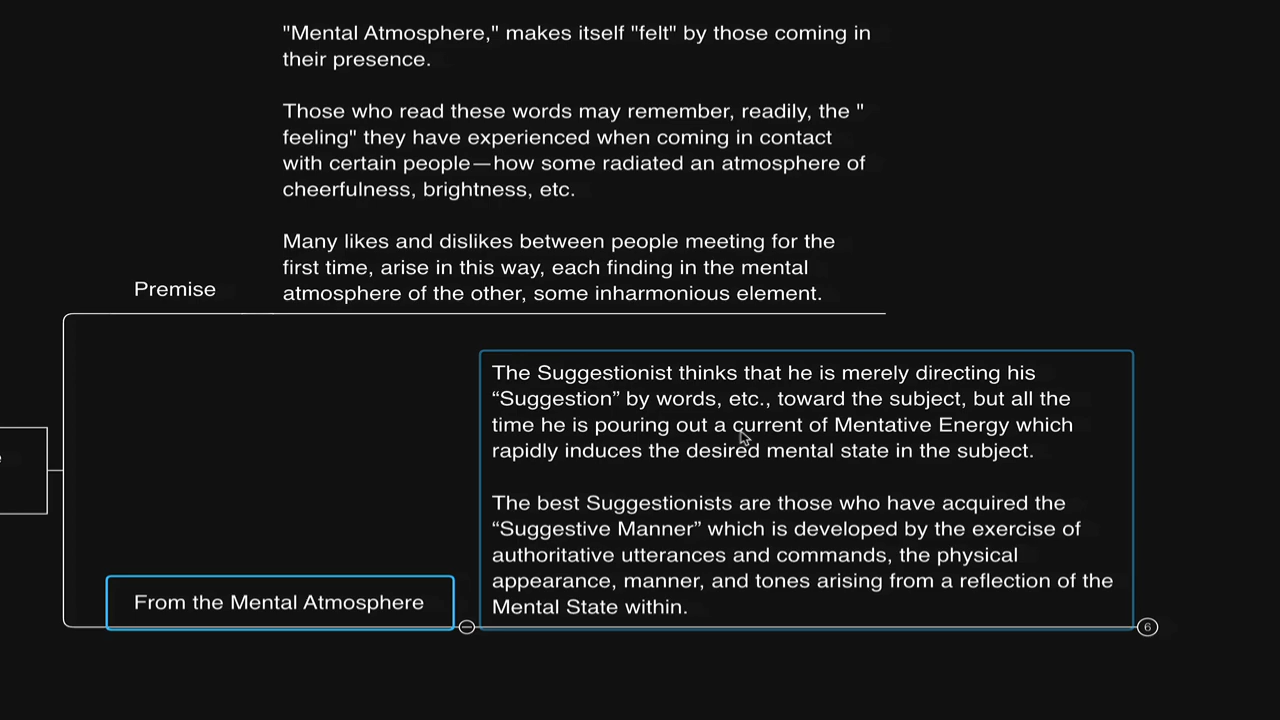 "Mental Atmosphere," makes itself "felt" by those coming in
their presence.
Those who read these words may remember, readily, the "
feeling" they have experienced when coming in contact
with certain people—how some radiated an atmosphere of
cheerfulness, brightness, etc.
Many likes and dislikes between people meeting for the
first time, arise in this way, each finding in the mental
atmosphere of the other, some inharmonious element.
Premise
The Suggestionist thinks that he is merely directing his
“Suggestion” by words, etc., toward the subject, but all the
time he is pouring out a current of Mentative Energy which
rapidly induces the desired mental state in the subject.
The best Suggestionists are those who have acquired the
“Suggestive Manner” which is developed by the exercise of
authoritative utterances and commands, the physical
appearance, manner, and tones arising from a reflection of the
Mental State within.
From the Mental Atmosphere
6